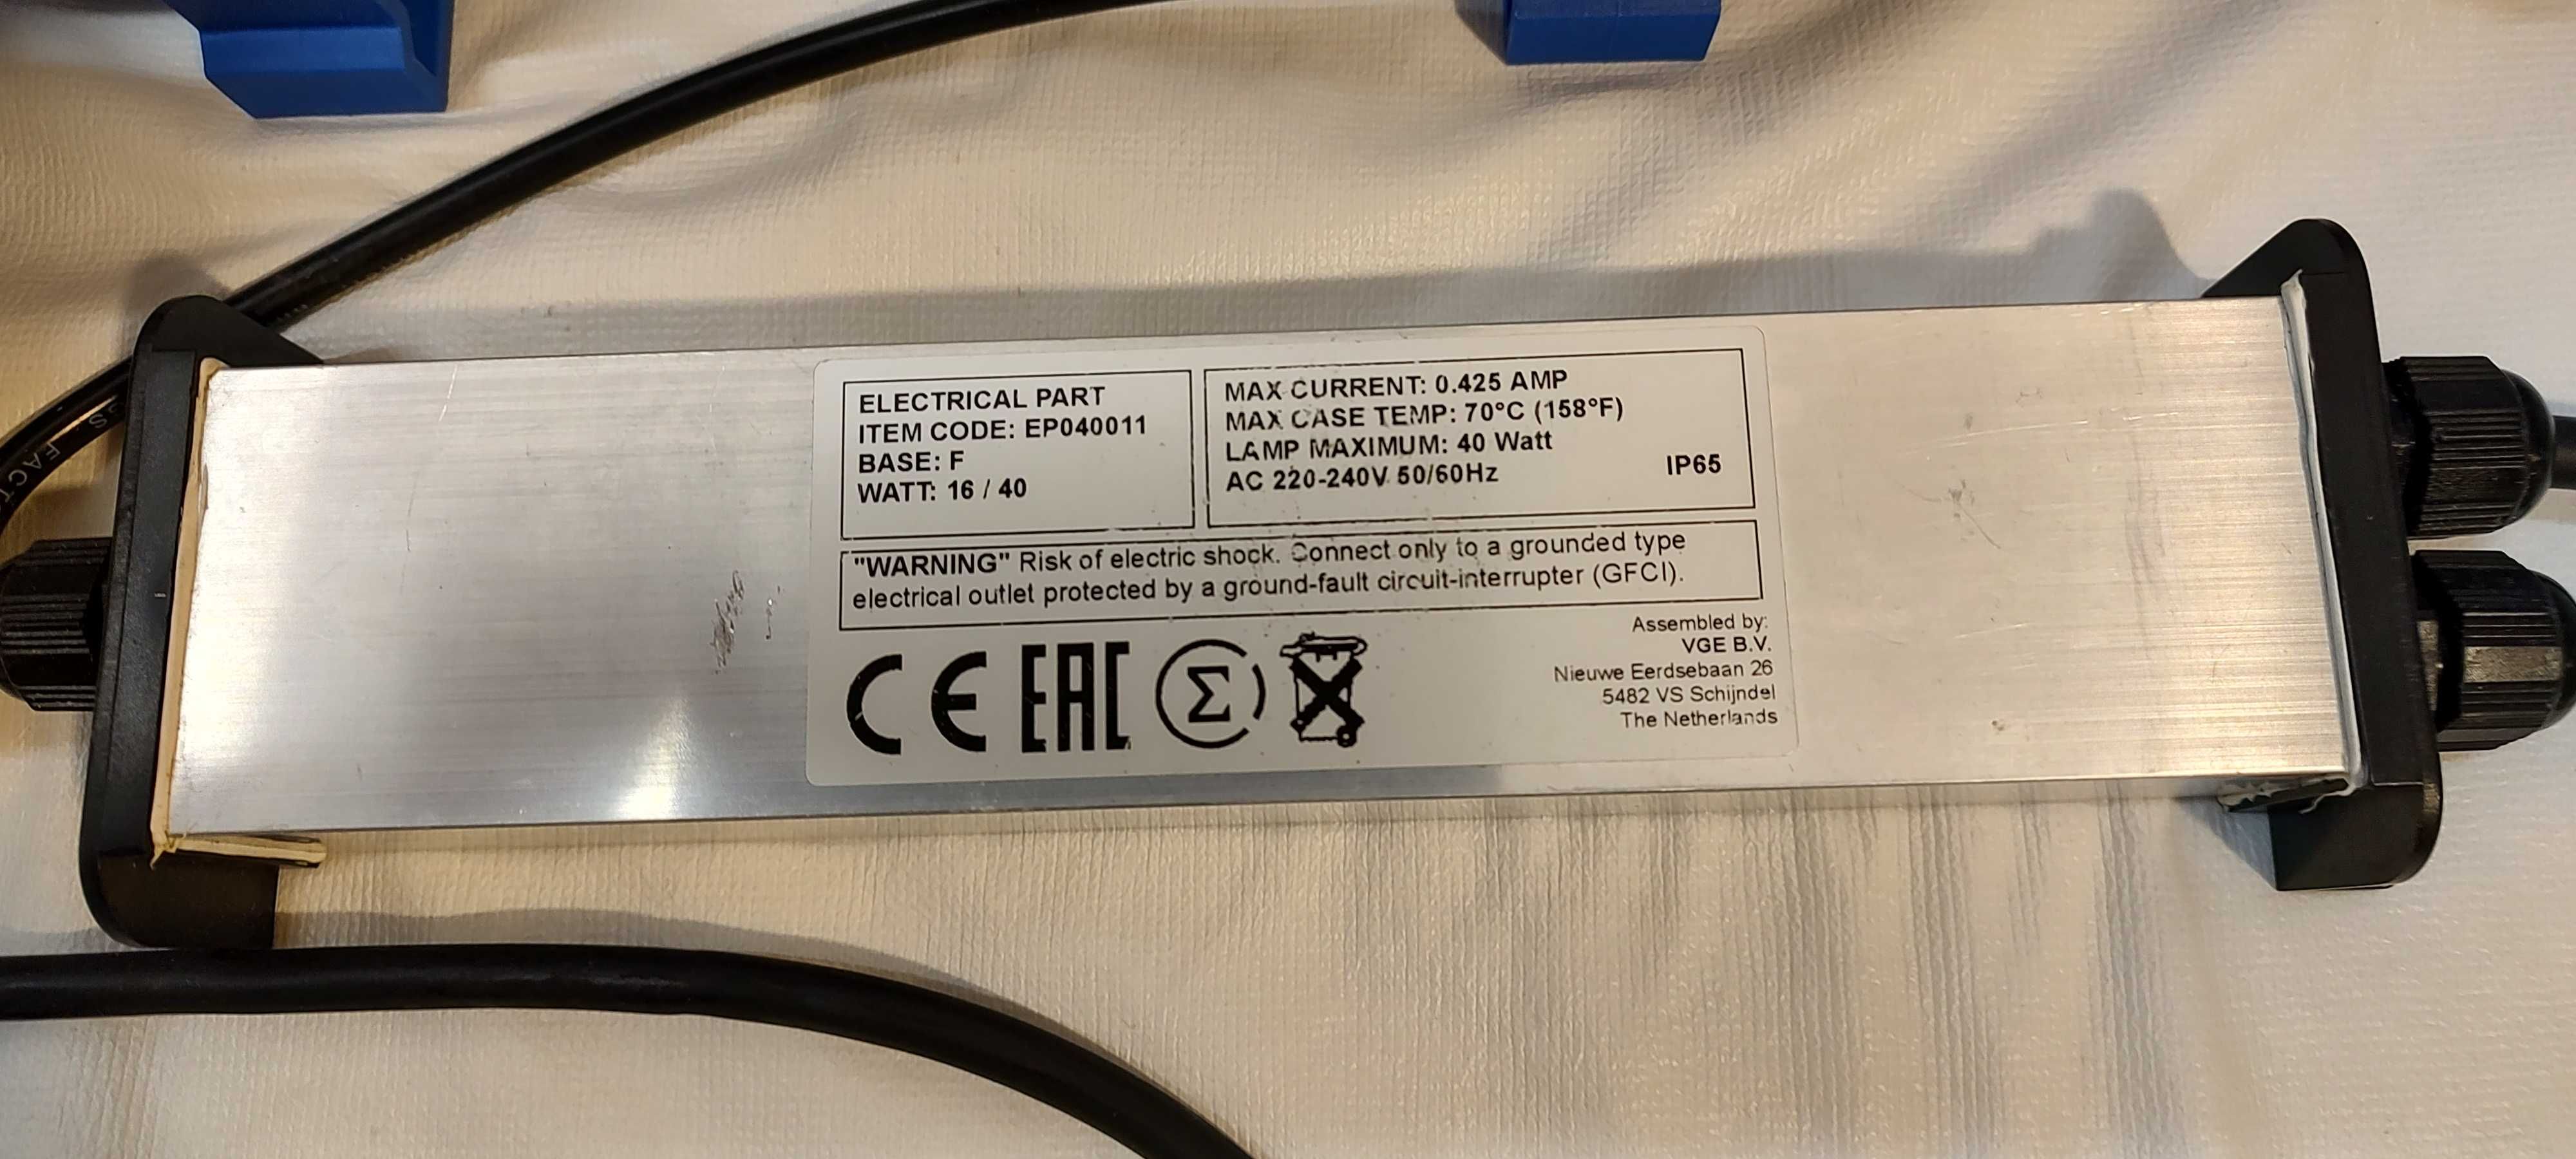 ELECTRICAL PART
ITEM CODE: EP040011
BASE: F
WATT: 16 / 40
MAX CURRENT: 0.425 AMP
MAX CASE TEMP: 70°C (158°F)
LAMP MAXIMUM: 40 Watt
AC 220-240V 50/60Hz
IP65
"WARNING" Risk of electric shock. Connect only to a grounded type
electrical outlet protected by a ground-fault circuit-interrupter (GFCI).
CE EAC Σ
Assembled by:
VGE B.V.
Nieuwe Eerdsebaan 26
5482 VS Schijndel
The Netherlands